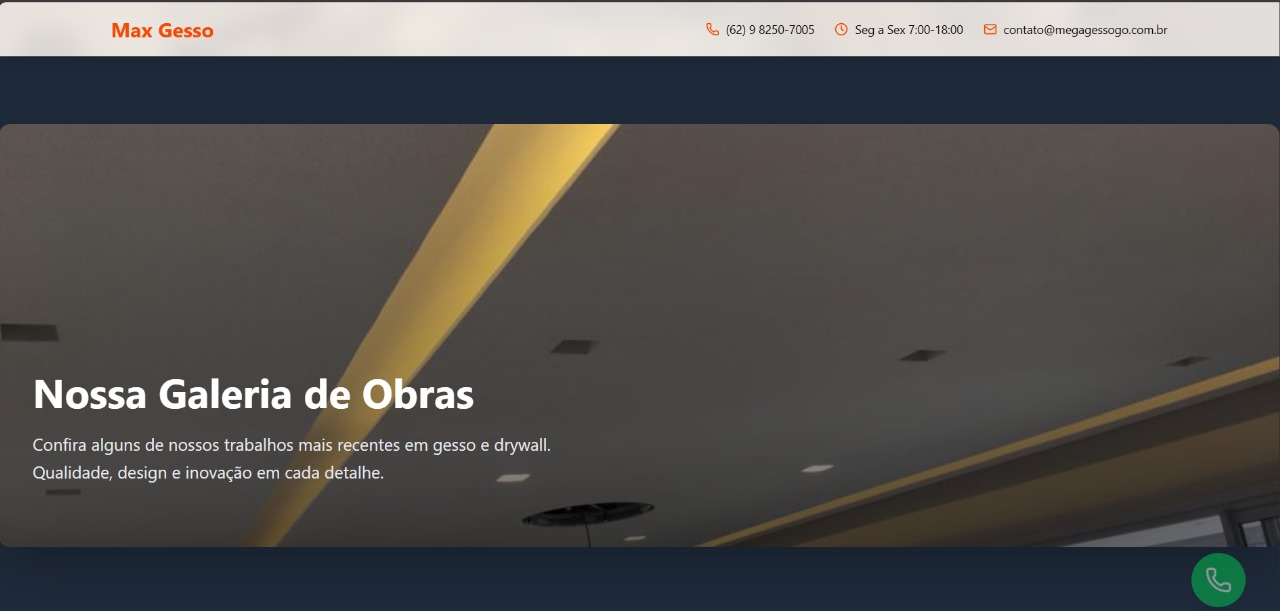 Max Gesso
(62) 9 8250-7005
Seg a Sex 7:00-18:00
contato@megagessogo.com.br
Nossa Galeria de Obras
Confira alguns de nossos trabalhos mais recentes em gesso e drywall.
Qualidade, design e inovação em cada detalhe.